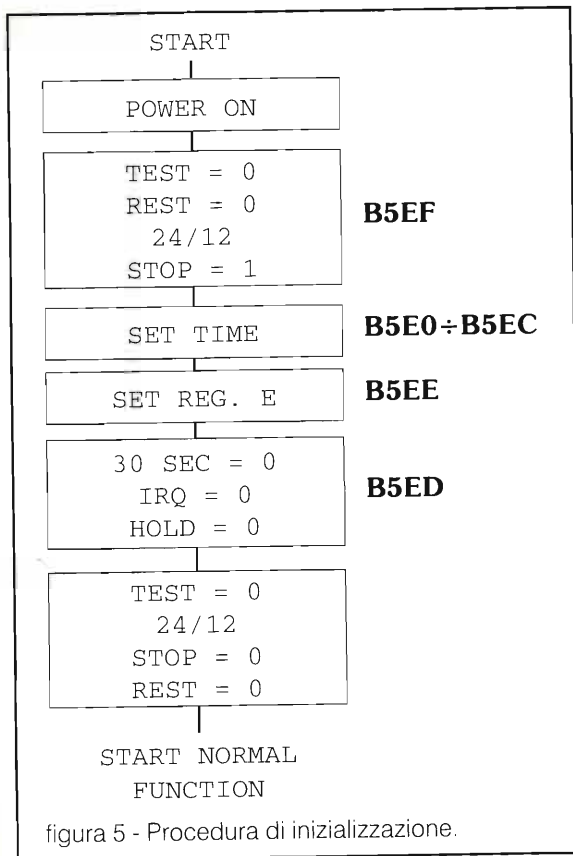 START
POWER ON
TEST = 0
REST = 0
24/12
STOP = 1
B5EF
SET TIME
B5E0÷B5EC
SET REG. E
B5EE
30 SEC = 0
IRQ = 0
HOLD = 0
B5ED
TEST = 0
24/12
STOP = 0
REST = 0
START NORMAL
FUNCTION
figura 5 - Procedura di inizializzazione.